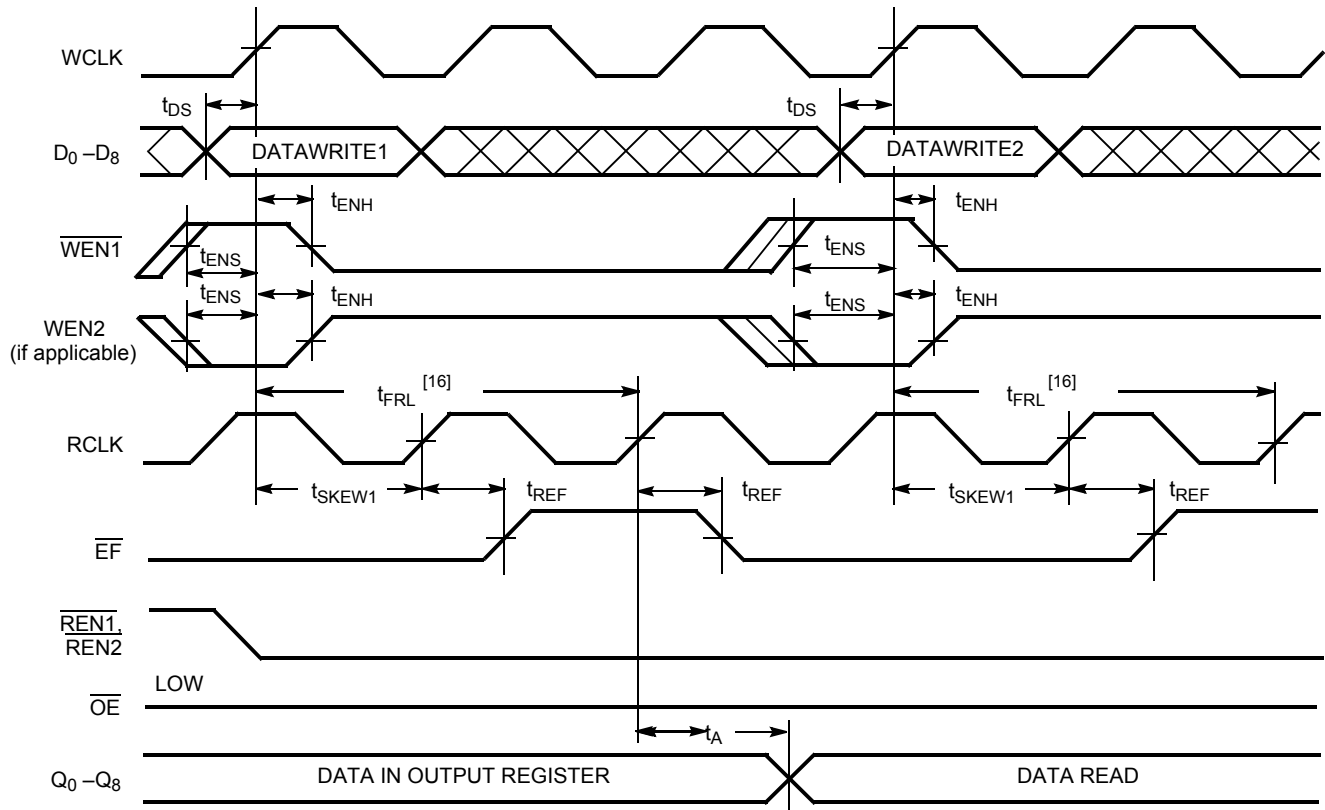 WCLK
tDS
tDS
D0 –D8
DATAWRITE1
DATAWRITE2
tENH
tENH
WEN1
tENS
tENS
tENS
tENH
tENS
tENH
WEN2
(if applicable)
tFRL [16]
tFRL [16]
RCLK
tSKEW1
tREF
tREF
tSKEW1
tREF
EF
REN1,
REN2
LOW
OE
tA
Q0 –Q8
DATA IN OUTPUT REGISTER
DATA READ